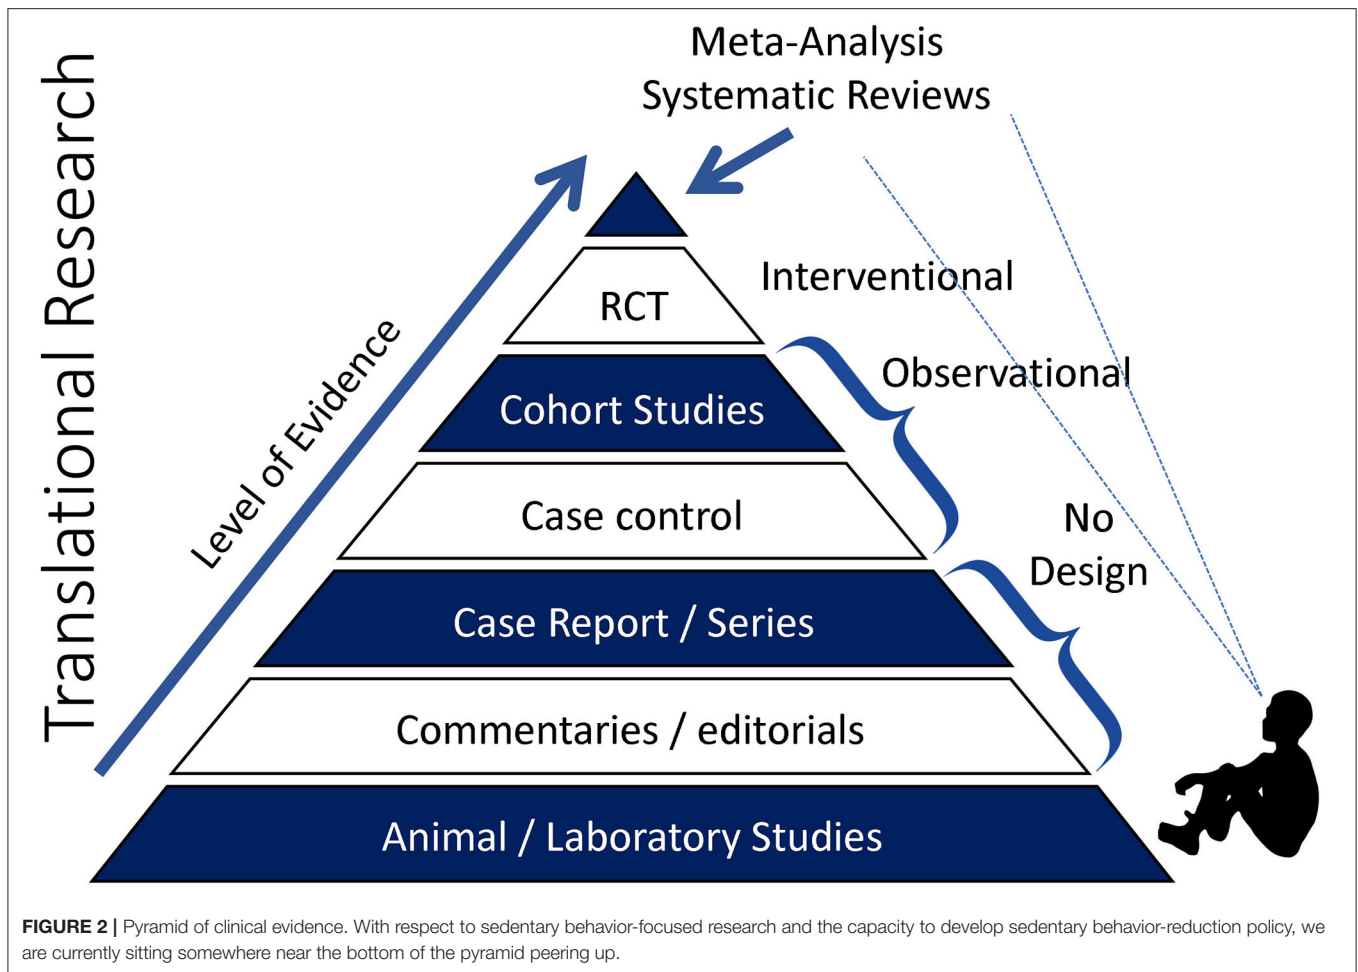 Translational Research
Meta-Analysis
Systematic Reviews
Level of Evidence
Interventional
RCT
Observational
Cohort Studies
Case control
No
Design
Case Report / Series
Commentaries / editorials
Animal / Laboratory Studies
FIGURE 2 | Pyramid of clinical evidence. With respect to sedentary behavior-focused research and the capacity to develop sedentary behavior-reduction policy, we
are currently sitting somewhere near the bottom of the pyramid peering up.